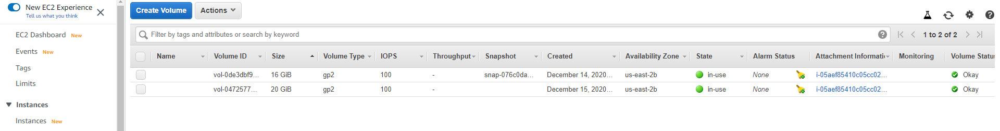 New EC2 Experience
Tell us what you think
EC2 Dashboard New
Events New
Tags
Limits
Instances
Instances New
Create Volume Actions
Filter by tags and attributes or search by keyword
1 to 2 of 2
Name Volume ID Size Volume Type IOPS Throughput Snapshot Created Availability Zone State Alarm Status Attachment Informati Monitoring Volume Status
vol-0de3dbf9... 16 GiB gp2 100 - snap-076c0da... December 14, 2020... us-east-2b in-use None i-05aef85410c05cc02... Okay
vol-0472577... 20 GiB gp2 100 - December 15, 2020... us-east-2b in-use None i-05aef85410c05cc02... Okay